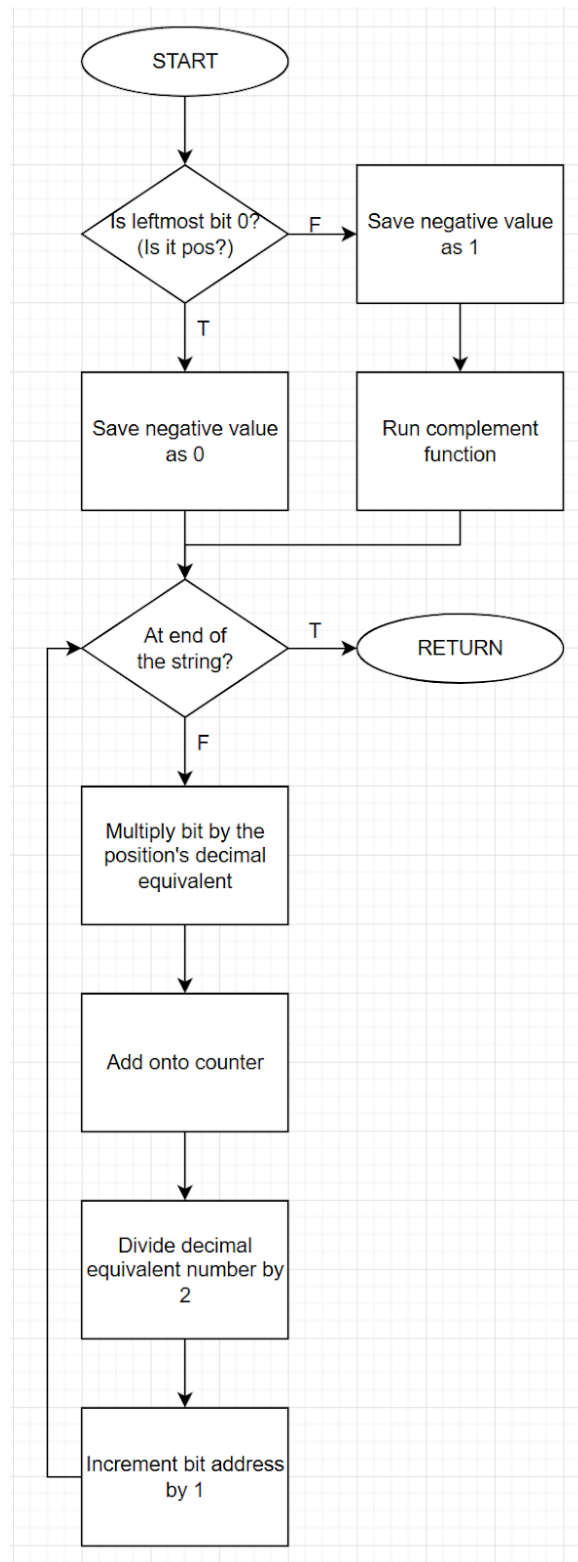 START
Is leftmost bit 0?
(Is it pos?)
F
Save negative value
as 1
T
Save negative value
as 0
Run complement
function
At end of
the string?
T
RETURN
F
Multiply bit by the
position's decimal
equivalent
Add onto counter
Divide decimal
equivalent number by
2
Increment bit address
by 1